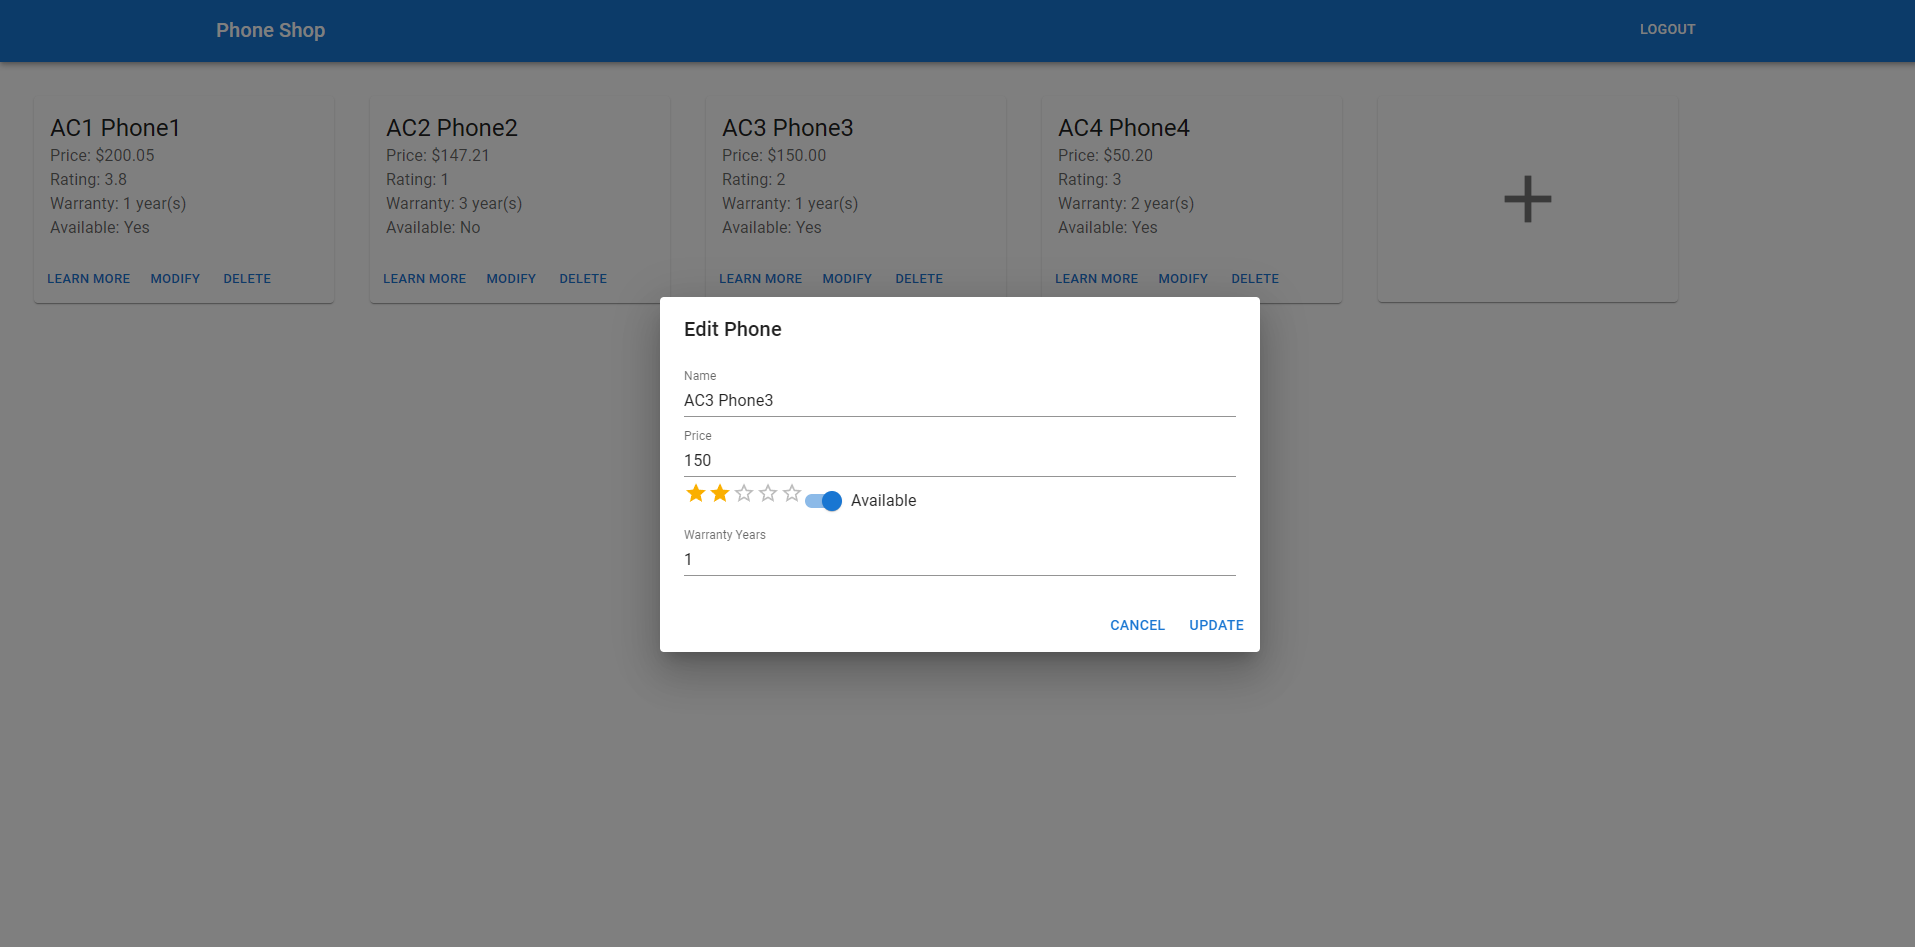 Phone Shop
LOGOUT
AC1 Phone1
Price: $200.05
Rating: 3.8
Warranty: 1 year(s)
Available: Yes
LEARN MORE MODIFY DELETE
AC2 Phone2
Price: $147.21
Rating: 1
Warranty: 3 year(s)
Available: No
LEARN MORE MODIFY DELETE
AC3 Phone3
Price: $150.00
Rating: 2
Warranty: 1 year(s)
Available: Yes
LEARN MORE MODIFY DELETE
AC4 Phone4
Price: $50.20
Rating: 3
Warranty: 2 year(s)
Available: Yes
LEARN MORE MODIFY DELETE
Edit Phone
Name
AC3 Phone3
Price
150
Available
Warranty Years
1
CANCEL UPDATE